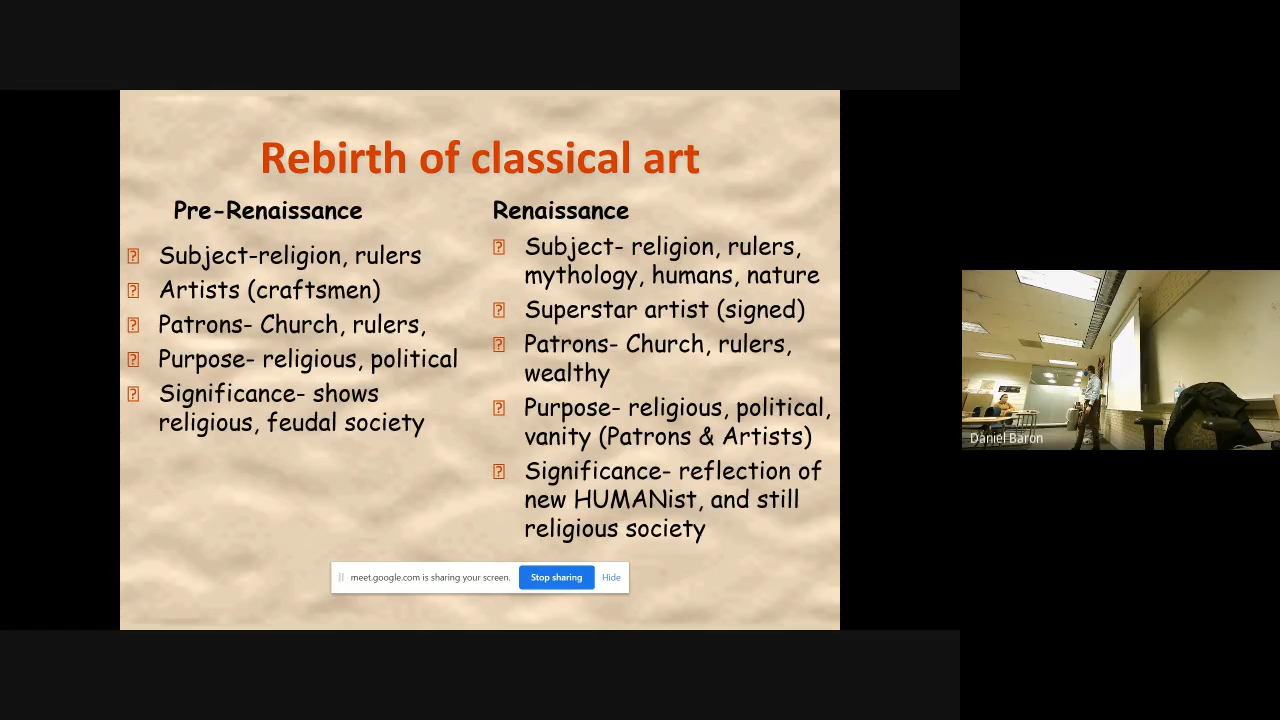 Rebirth of classical art
Pre-Renaissance
Subject-religion, rulers
Artists (craftsmen)
Patrons- Church, rulers,
Purpose- religious, political
Significance- shows
religious, feudal society
Renaissance
Subject- religion, rulers,
mythology, humans, nature
Superstar artist (signed)
Patrons- Church, rulers,
wealthy
Purpose- religious, political,
vanity (Patrons & Artists)
Significance- reflection of
new HUMANist, and still
religious society
meet.google.com is sharing your screen. Stop sharing Hide
Daniel Baron